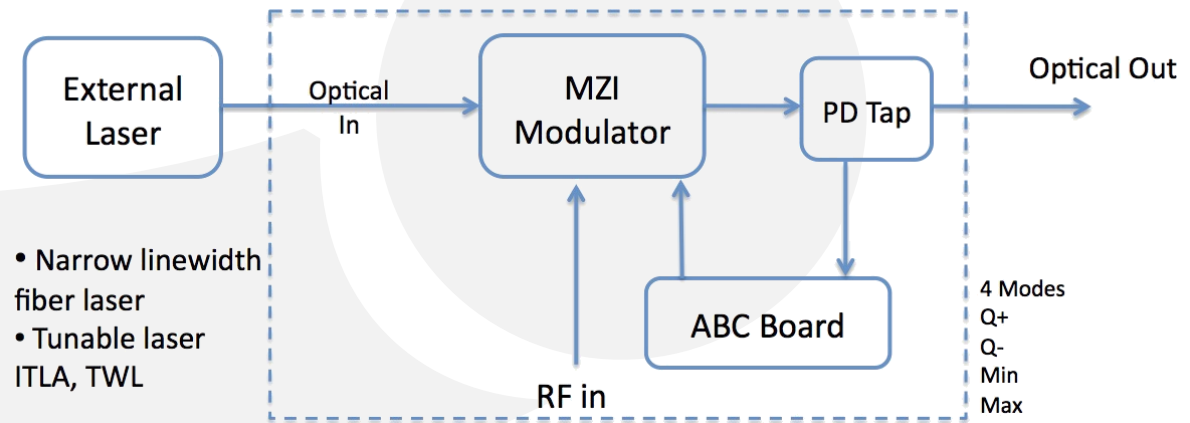 External
Laser
Optical
In
MZI
Modulator
PD Tap
Optical Out
• Narrow linewidth
fiber laser
• Tunable laser
ITLA, TWL
RF in
ABC Board
4 Modes
Q+
Q-
Min
Max